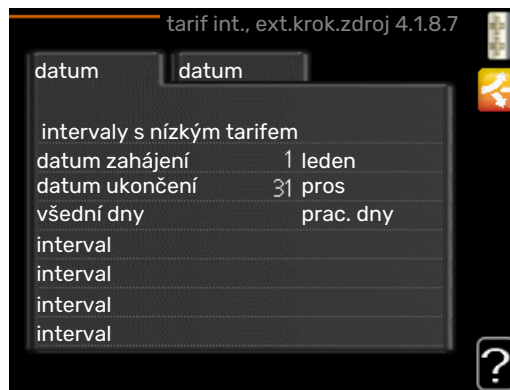 tarif int., ext.krok.zdroj 4.1.8.7
datum datum
intervaly s nízkým tarifem
datum zahájení 1 leden
datum ukončení 31 pros
všední dny prac. dny
interval
interval
interval
interval
?